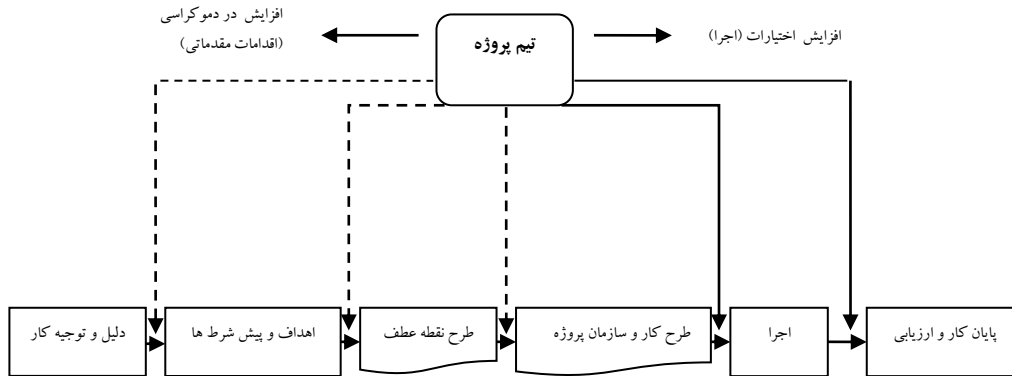 افزایش در دموکراسی
(اقدامات مقدماتی)
تیم پروژه
افزایش اختیارات (اجرا)
دلیل و توجیه کار
اهداف و پیش شرط ها
طرح نقطه عطف
طرح کار و سازمان پروژه
اجرا
پایان کار و ارزیابی